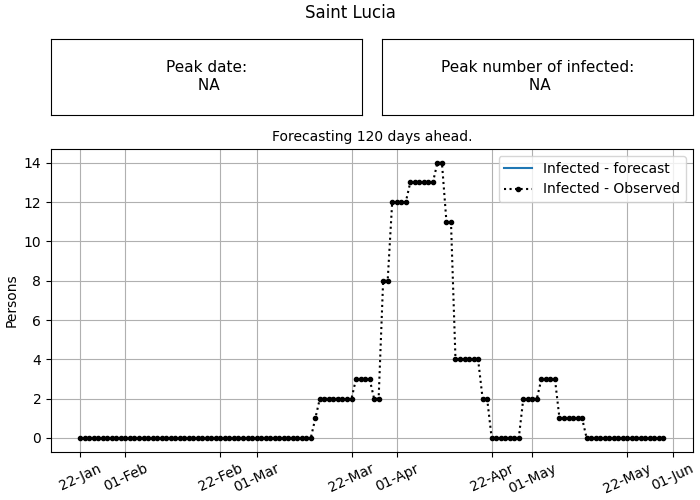 Saint Lucia
Peak date:
NA
Peak number of infected:
NA
Forecasting 120 days ahead.
Infected - forecast
Infected - Observed
Persons
14
12
10
8
6
4
2
0
22-Jan
01-Feb
22-Feb
01-Mar
22-Mar
01-Apr
22-Apr
01-May
22-May
01-Jun